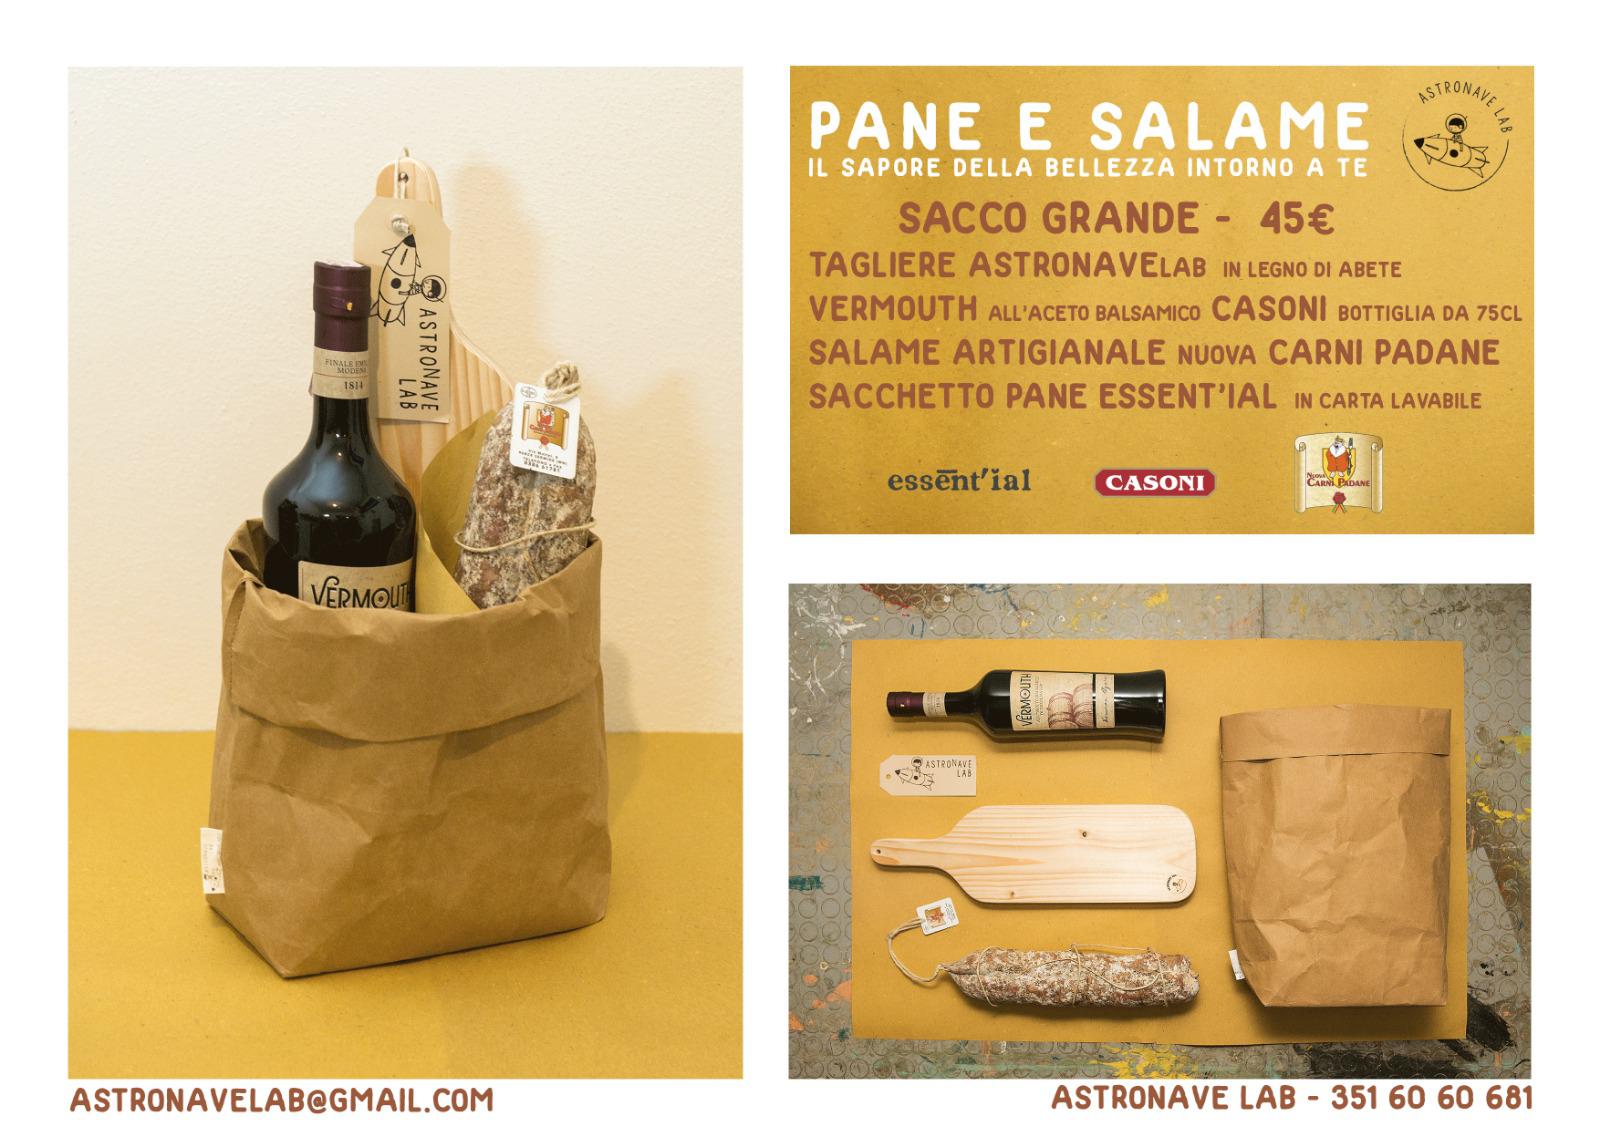 PANE E SALAME
IL SAPORE DELLA BELLEZZA INTORNO A TE
ASTRONAVE LAB
SACCO GRANDE - 45€
TAGLIERE ASTRONAVELAB IN LEGNO DI ABETE
VERMOUTH ALL'ACETO BALSAMICO CASONI BOTTIGLIA DA 75CL
SALAME ARTIGIANALE NUOVA CARNI PADANE
SACCHETTO PANE ESSENT'IAL IN CARTA LAVABILE
essent'ial
CASONI
NUOVA
CARNI PADANE
ASTRONAVE
LAB
MODENA
1814
VERMOUTH
VERMOUTH
ASTRONAVE
LAB
ASTRONAVELAB@GMAIL.COM
ASTRONAVE LAB - 351 60 60 681